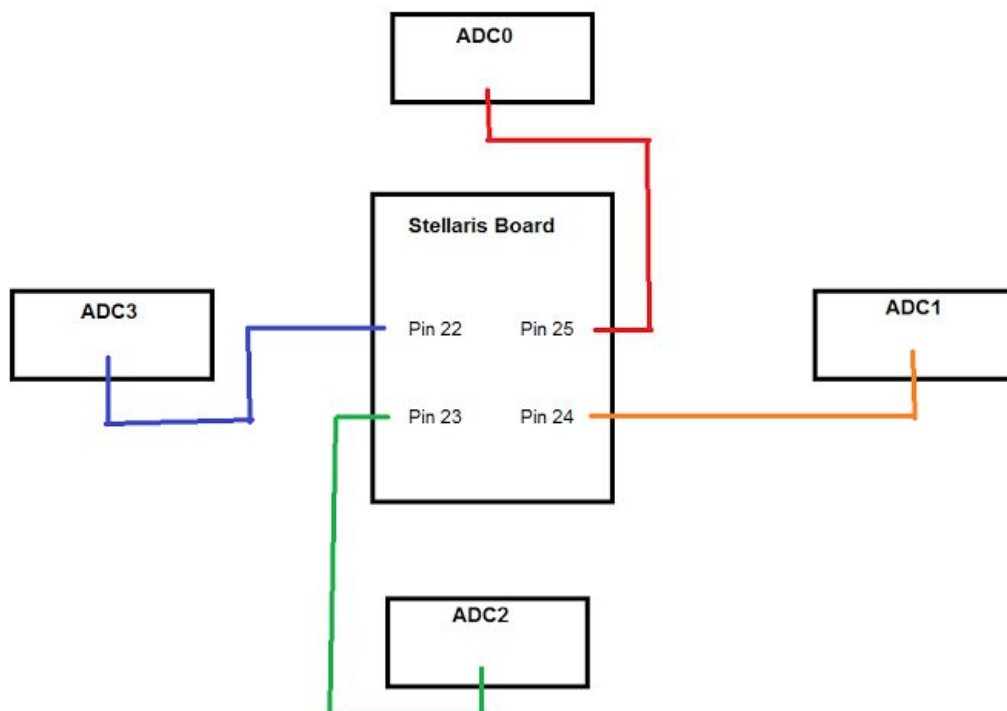 ADC0
Stellaris Board
ADC3
ADC1
Pin 22
Pin 25
Pin 23
Pin 24
ADC2